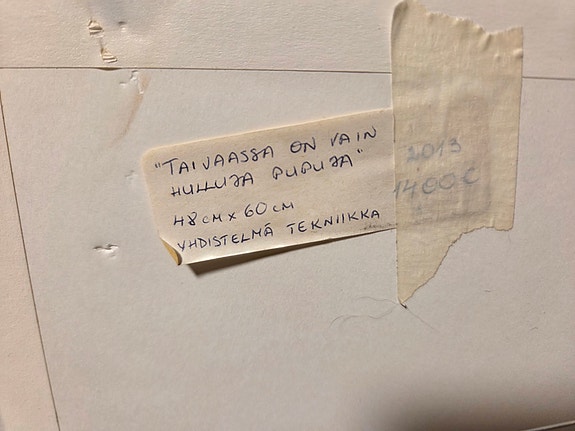 "TAIVAASSA ON VAIN
HULLUJA PUPUJA"
48 CM X 60 CM
YHDISTELMÄ TEKNIIKKA
2013
1400€